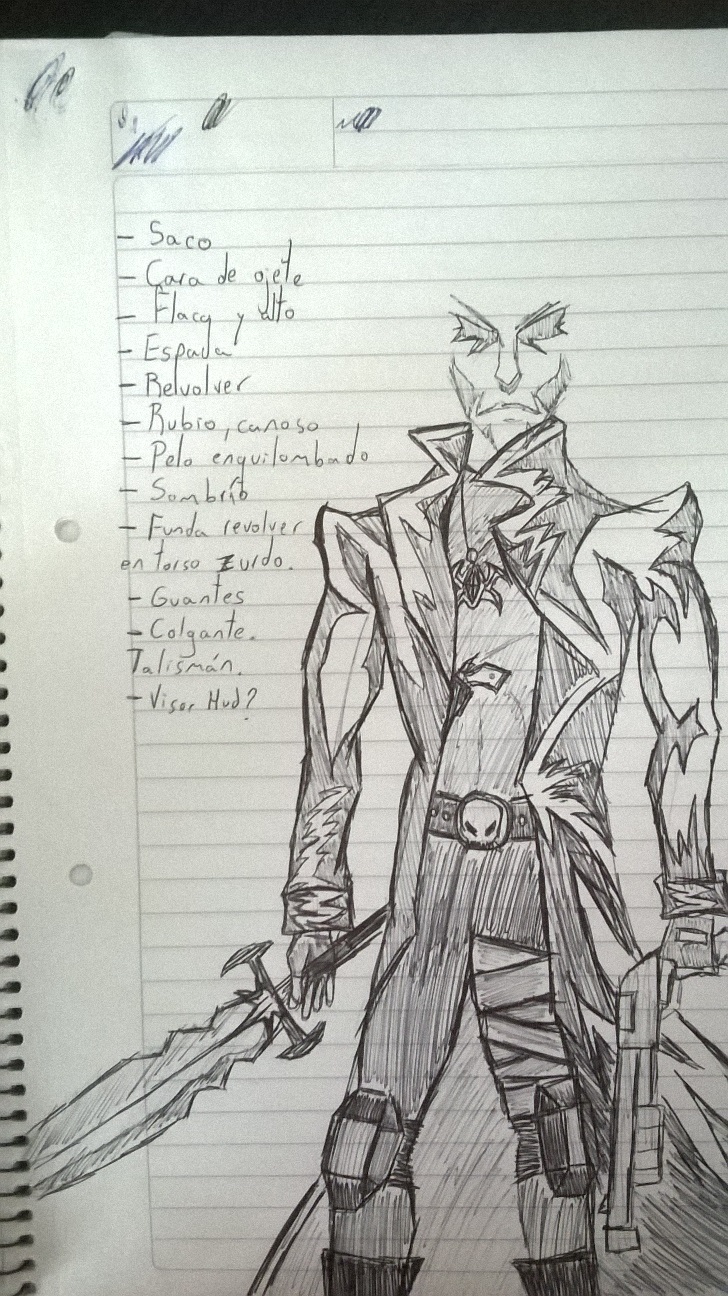 - Saco
- Cara de ojete
- Flaco y alto
- Espada
- Relvolver
- Rubio, canoso
- Pelo enquilombado
- Sombrío
- Funda revolver
en torso zurdo.
- Guantes
- Colgante.
Talismán.
- Visor Hud?